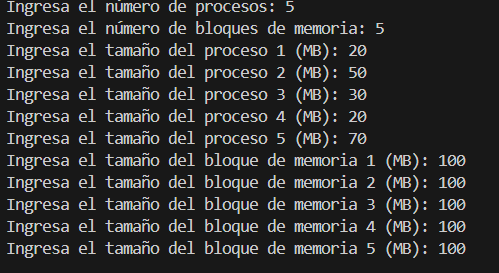 Ingresa el número de procesos: 5
Ingresa el número de bloques de memoria: 5
Ingresa el tamaño del proceso 1 (MB): 20
Ingresa el tamaño del proceso 2 (MB): 50
Ingresa el tamaño del proceso 3 (MB): 30
Ingresa el tamaño del proceso 4 (MB): 20
Ingresa el tamaño del proceso 5 (MB): 70
Ingresa el tamaño del bloque de memoria 1 (MB): 100
Ingresa el tamaño del bloque de memoria 2 (MB): 100
Ingresa el tamaño del bloque de memoria 3 (MB): 100
Ingresa el tamaño del bloque de memoria 4 (MB): 100
Ingresa el tamaño del bloque de memoria 5 (MB): 100